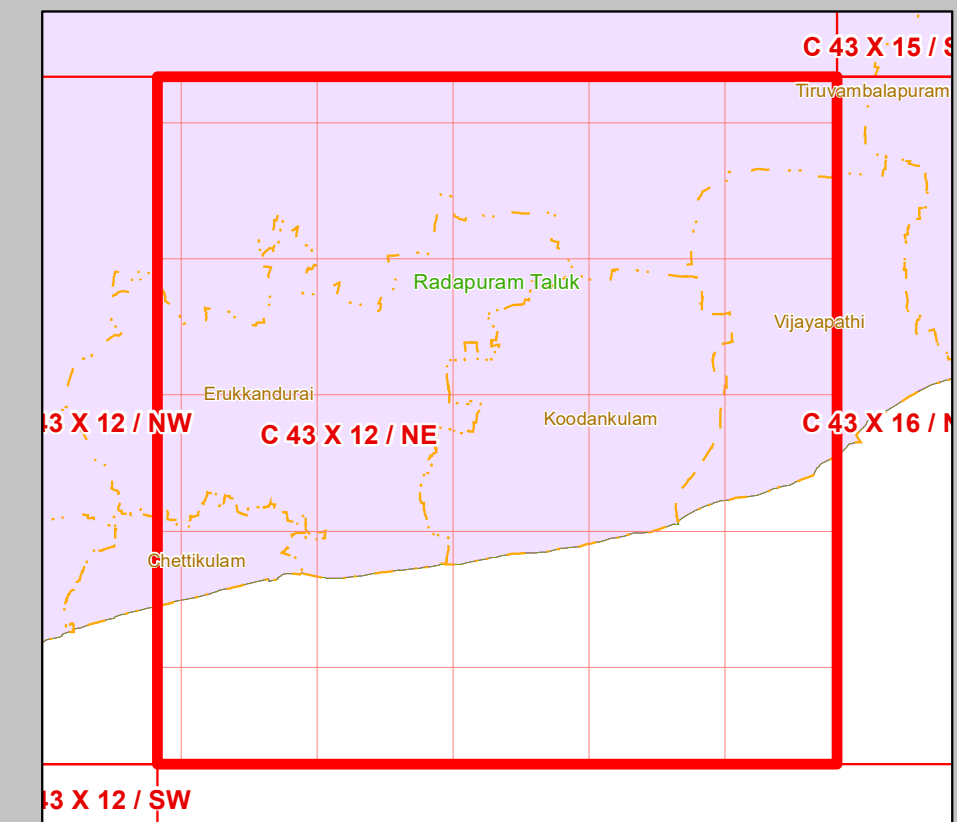 C 43 X 15 / S
Tiruvambalapuram
Radapuram Taluk
Vijayapathi
Erukkandurai
43 X 12 / NW
C 43 X 12 / NE
Koodankulam
C 43 X 16 / N
Chettikulam
43 X 12 / SW